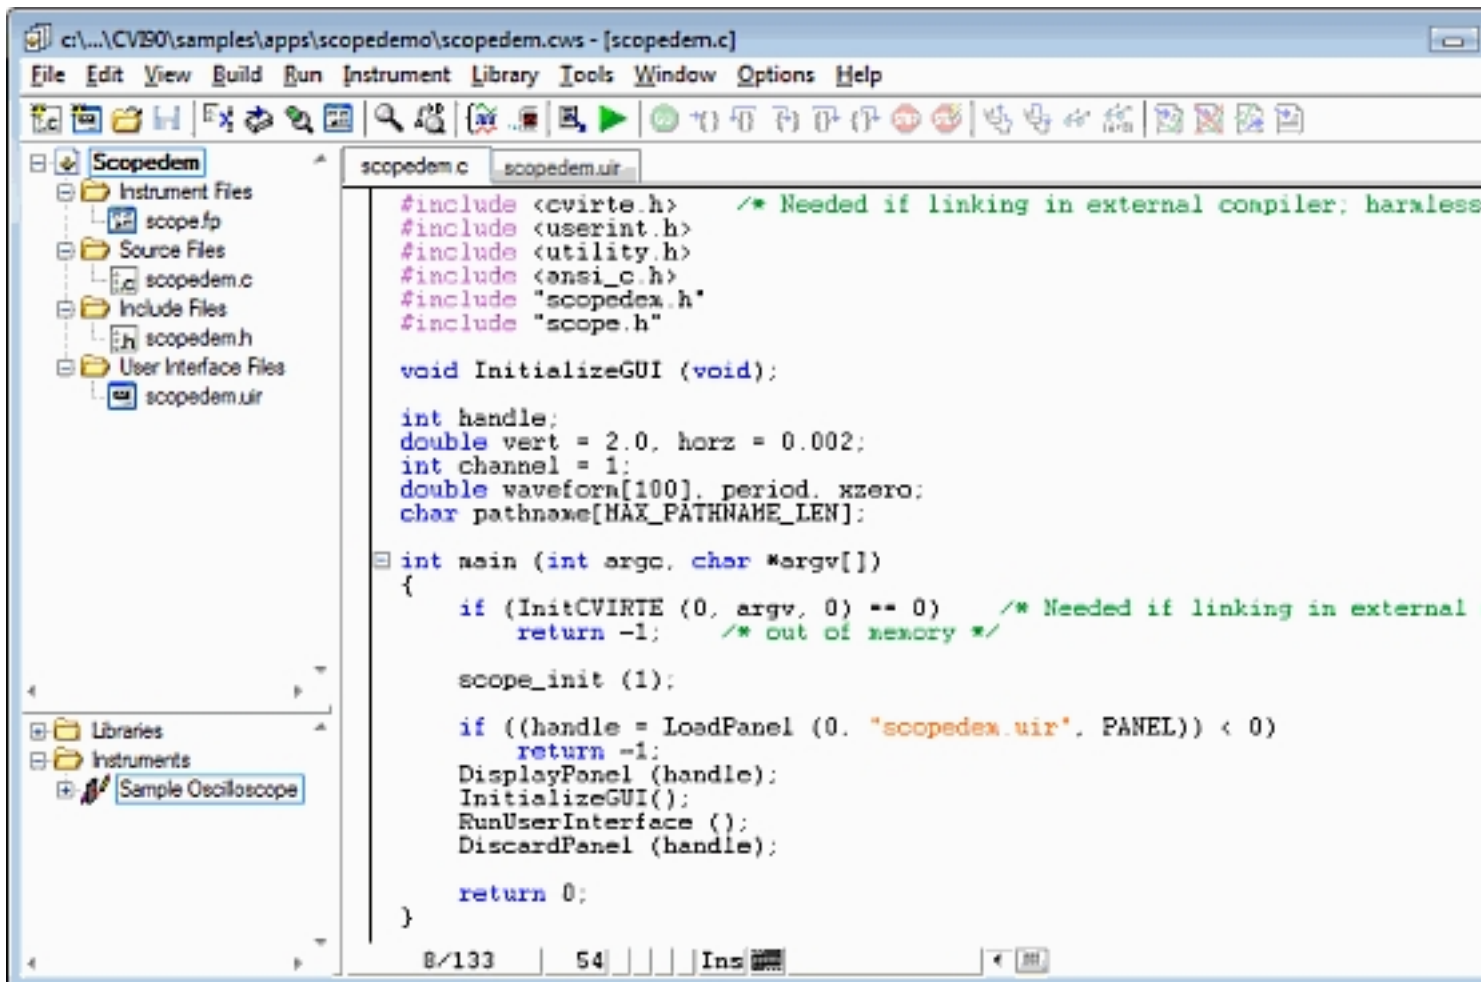 c:\...\CVI90\samples\apps\scopedemo\scopedem.cws - [scopedem.c]
File Edit View Build Run Instrument Library Tools Window Options Help
Scopedem
Instrument Files
scope.fp
Source Files
scopedem.c
Include Files
scopedem.h
User Interface Files
scopedem.uir
Libraries
Instruments
Sample Oscilloscope
scopedem.c scopedem.uir
#include <cvirte.h> /* Needed if linking in external compiler; harmless
#include <userint.h>
#include <utility.h>
#include <ansi_c.h>
#include "scopedem.h"
#include "scope.h"
void InitializeGUI (void);
int handle;
double vert = 2.0, horz = 0.002;
int channel = 1;
double waveform[100], period, xzero;
char pathname[MAX_PATHNAME_LEN];
int main (int argc, char *argv[])
{
if (InitCVIRTE (0, argv, 0) == 0) /* Needed if linking in external
return -1; /* out of memory */
scope_init (1);
if ((handle = LoadPanel (0, "scopedem.uir", PANEL)) < 0)
return -1;
DisplayPanel (handle);
InitializeGUI();
RunUserInterface ();
DiscardPanel (handle);
return 0;
}
8/133 54 Ins